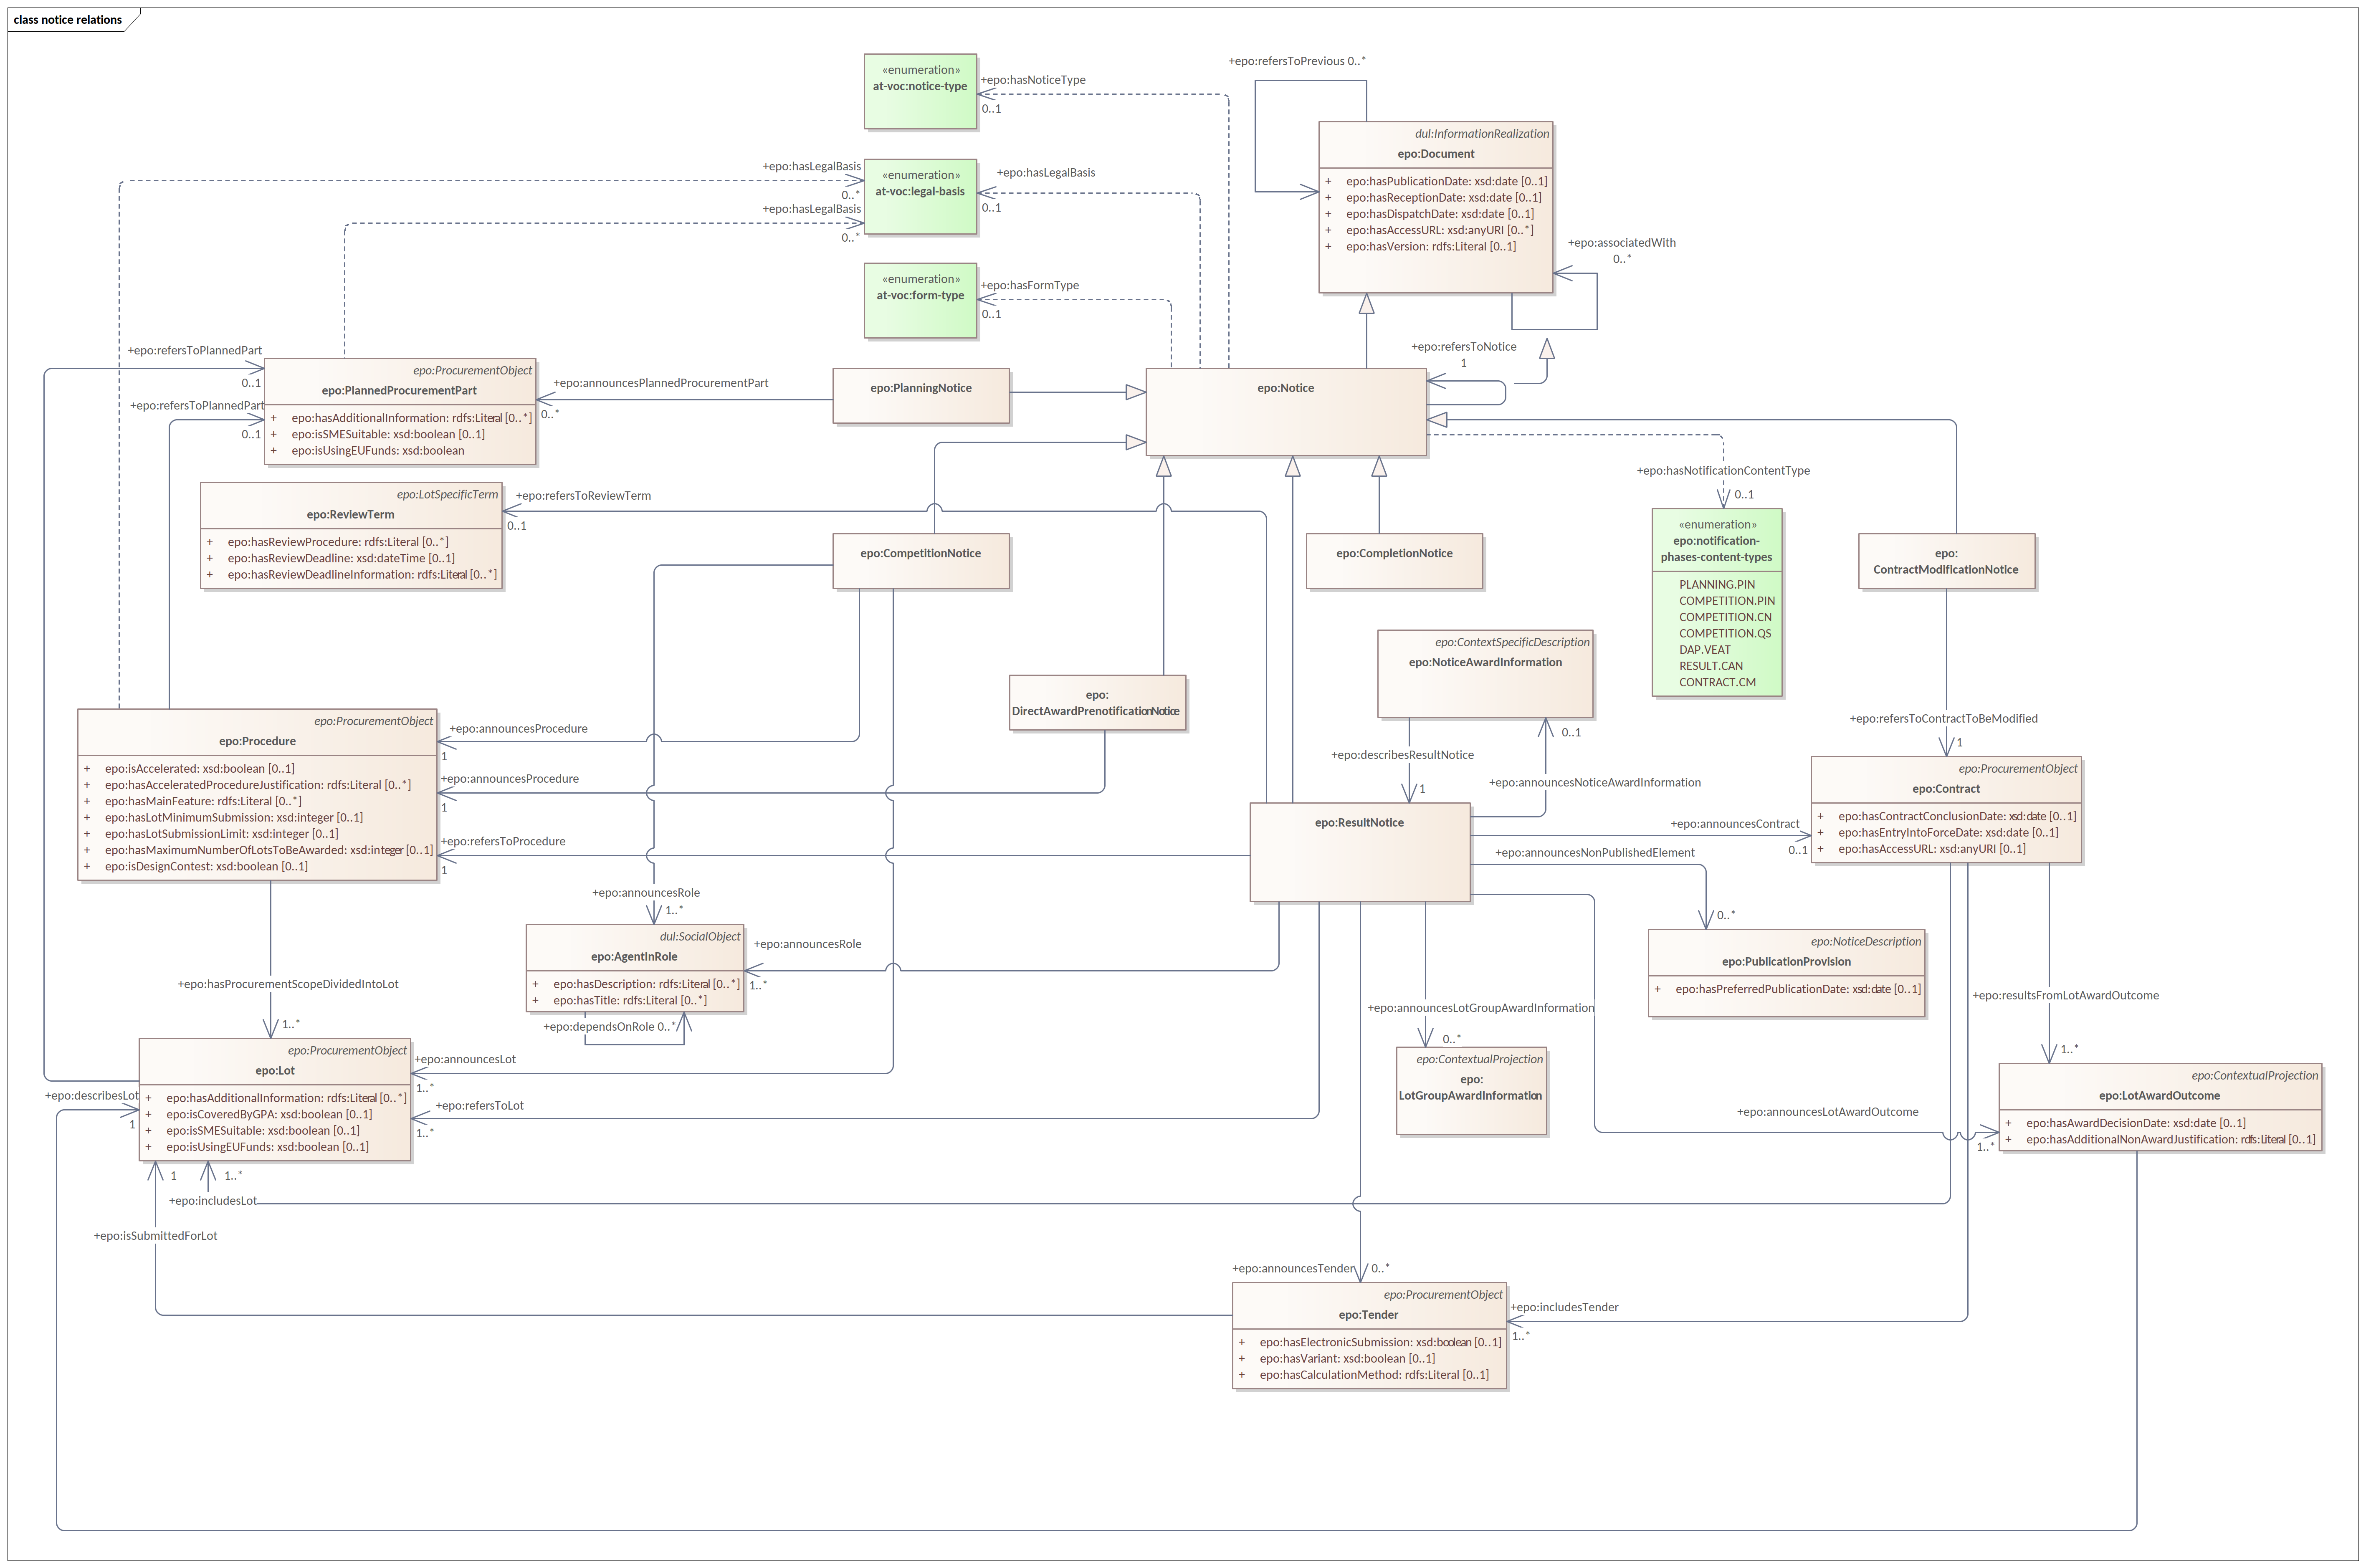 class notice relations
«enumeration»
at-voc:notice-type
+epo:hasNoticeType
0..1
+epo:refersToPrevious 0..*
dul:InformationRealization
epo:Document
+ epo:hasPublicationDate: xsd:date [0..1]
+ epo:hasReceptionDate: xsd:date [0..1]
+ epo:hasDispatchDate: xsd:date [0..1]
+ epo:hasAccessURL: xsd:anyURI [0..*]
+ epo:hasVersion: rdfs:Literal [0..1]
+epo:associatedWith
0..*
+epo:hasLegalBasis
0..*
+epo:hasLegalBasis
0..*
«enumeration»
at-voc:legal-basis
+epo:hasLegalBasis
0..1
«enumeration»
at-voc:form-type
+epo:hasFormType
0..1
+epo:refersToNotice
1
+epo:refersToPlannedPart
0..1
+epo:refersToPlannedPart
0..1
epo:ProcurementObject
epo:PlannedProcurementPart
+ epo:hasAdditionalInformation: rdfs:Literal [0..*]
+ epo:isSMESuitable: xsd:boolean [0..1]
+ epo:isUsingEUFunds: xsd:boolean
+epo:announcesPlannedProcurementPart
0..*
epo:PlanningNotice
epo:Notice
+epo:hasNotificationContentType
0..1
epo:LotSpecificTerm
epo:ReviewTerm
+ epo:hasReviewProcedure: rdfs:Literal [0..*]
+ epo:hasReviewDeadline: xsd:dateTime [0..1]
+ epo:hasReviewDeadlineInformation: rdfs:Literal [0..*]
+epo:refersToReviewTerm
0..1
epo:CompetitionNotice
epo:CompletionNotice
«enumeration»
epo:notification-
phases-content-types
PLANNING.PIN
COMPETITION.PIN
COMPETITION.CN
COMPETITION.QS
DAP.VEAT
RESULT.CAN
CONTRACT.CM
epo:
ContractModificationNotice
epo:ContextSpecificDescription
epo:NoticeAwardInformation
epo:
DirectAwardPrenotificationNotice
+epo:refersToContractToBeModified
1
epo:ProcurementObject
epo:Procedure
+ epo:isAccelerated: xsd:boolean [0..1]
+ epo:hasAcceleratedProcedureJustification: rdfs:Literal [0..*]
+ epo:hasMainFeature: rdfs:Literal [0..*]
+ epo:hasLotMinimumSubmission: xsd:integer [0..1]
+ epo:hasLotSubmissionLimit: xsd:integer [0..1]
+ epo:hasMaximumNumberOfLotsToBeAwarded: xsd:integer [0..1]
+ epo:isDesignContest: xsd:boolean [0..1]
+epo:announcesProcedure
1
+epo:announcesProcedure
1
+epo:refersToProcedure
1
+epo:describesResultNotice
1
0..1
+epo:announcesNoticeAwardInformation
epo:ResultNotice
+epo:announcesContract
0..1
epo:ProcurementObject
epo:Contract
+ epo:hasContractConclusionDate: xsd:date [0..1]
+ epo:hasEntryIntoForceDate: xsd:date [0..1]
+ epo:hasAccessURL: xsd:anyURI [0..1]
+epo:announcesNonPublishedElement
0..*
+epo:announcesRole
1..*
dul:SocialObject
epo:AgentInRole
+ epo:hasDescription: rdfs:Literal [0..*]
+ epo:hasTitle: rdfs:Literal [0..*]
+epo:announcesRole
1..*
+epo:dependsOnRole 0..*
epo:NoticeDescription
epo:PublicationProvision
+ epo:hasPreferredPublicationDate: xsd:date [0..1]
+epo:hasProcurementScopeDividedIntoLot
1..*
+epo:announcesLotGroupAwardInformation
0..*
+epo:resultsFromLotAwardOutcome
1..*
epo:ProcurementObject
epo:Lot
+ epo:hasAdditionalInformation: rdfs:Literal [0..*]
+ epo:isCoveredByGPA: xsd:boolean [0..1]
+ epo:isSMESuitable: xsd:boolean [0..1]
+ epo:isUsingEUFunds: xsd:boolean [0..1]
+epo:announcesLot
1..*
+epo:refersToLot
1..*
+epo:describesLot
1
epo:ContextualProjection
epo:
LotGroupAwardInformation
epo:ContextualProjection
epo:LotAwardOutcome
+ epo:hasAwardDecisionDate: xsd:date [0..1]
+ epo:hasAdditionalNonAwardJustification: rdfs:Literal [0..1]
+epo:announcesLotAwardOutcome
1..*
1
1..*
+epo:includesLot
+epo:isSubmittedForLot
+epo:announcesTender
0..*
epo:ProcurementObject
epo:Tender
+ epo:hasElectronicSubmission: xsd:boolean [0..1]
+ epo:hasVariant: xsd:boolean [0..1]
+ epo:hasCalculationMethod: rdfs:Literal [0..1]
+epo:includesTender
1..*